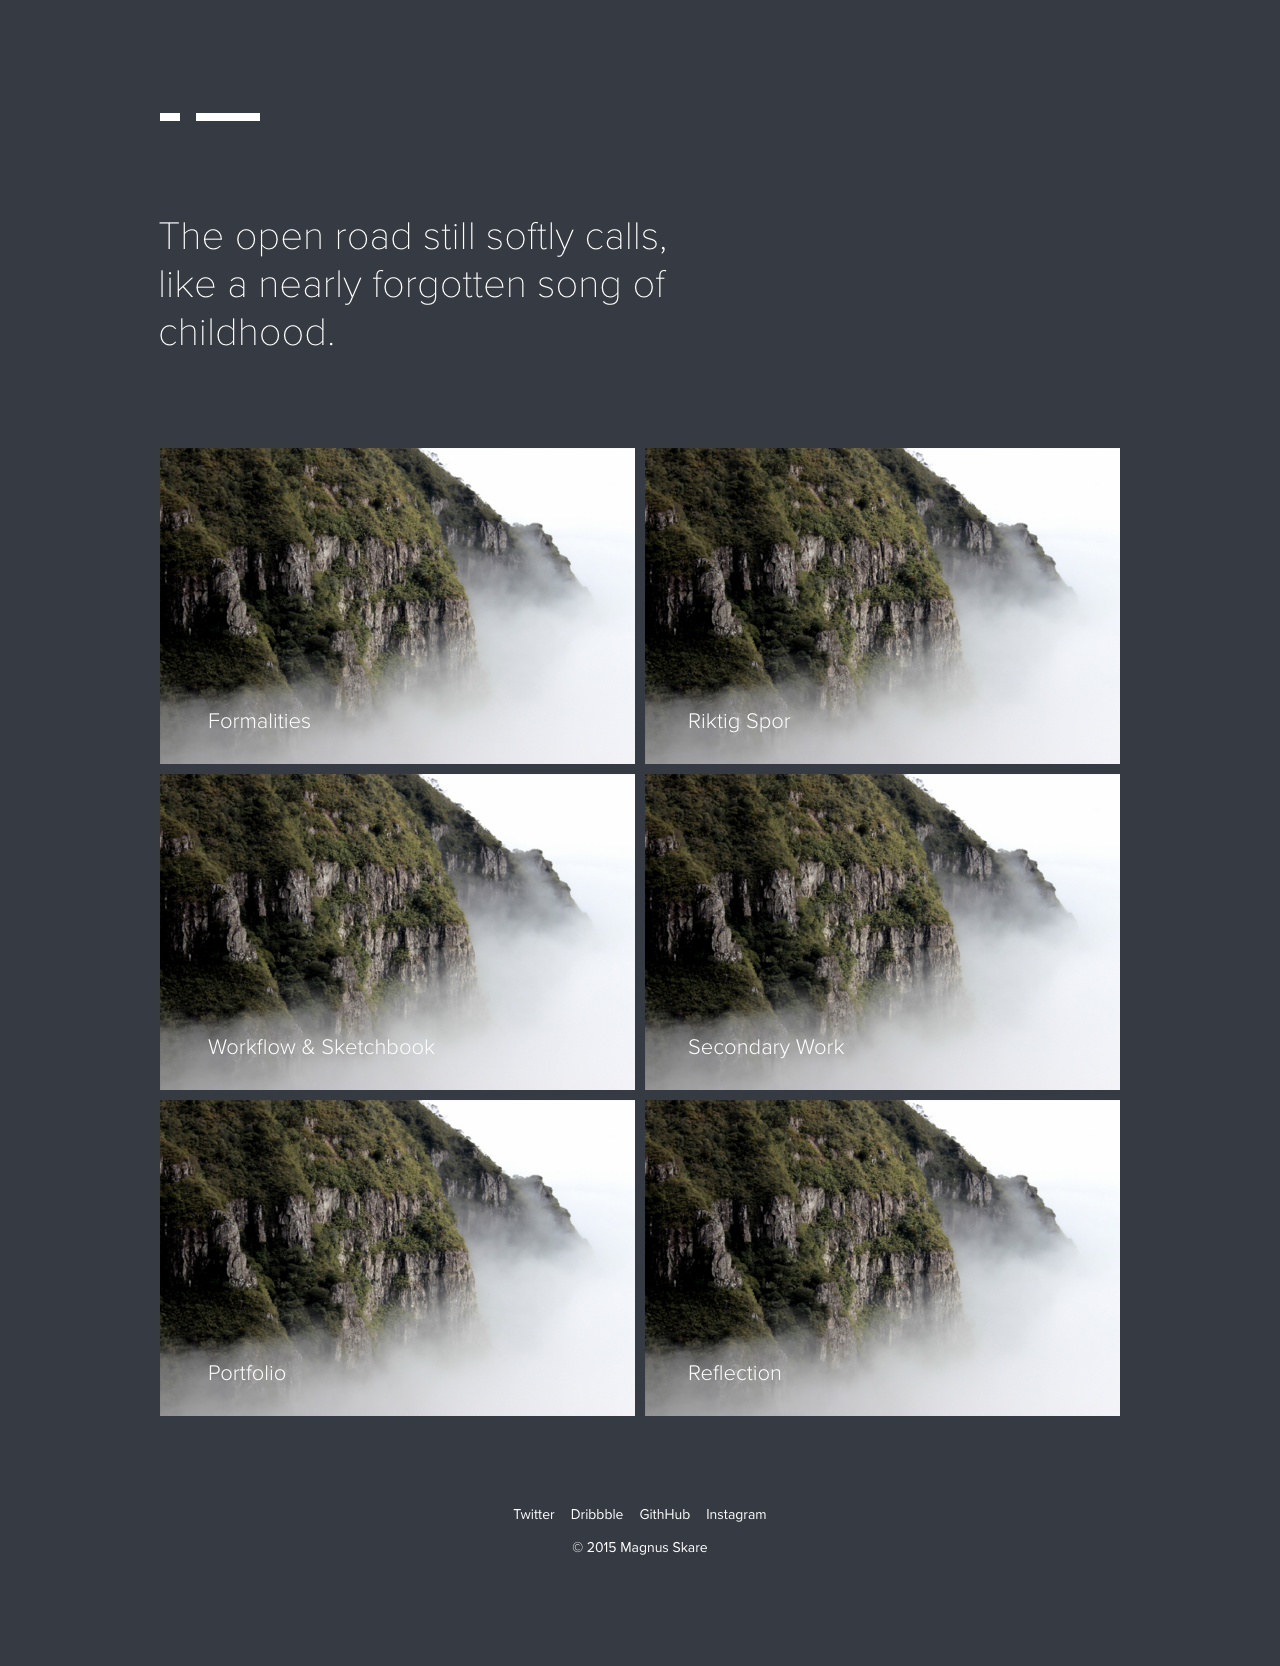 The open road still softly calls,
like a nearly forgotten song of
childhood.
Formalities
Riktig Spor
Workflow & Sketchbook
Secondary Work
Portfolio
Reflection
Twitter Dribbble GithHub Instagram
© 2015 Magnus Skare